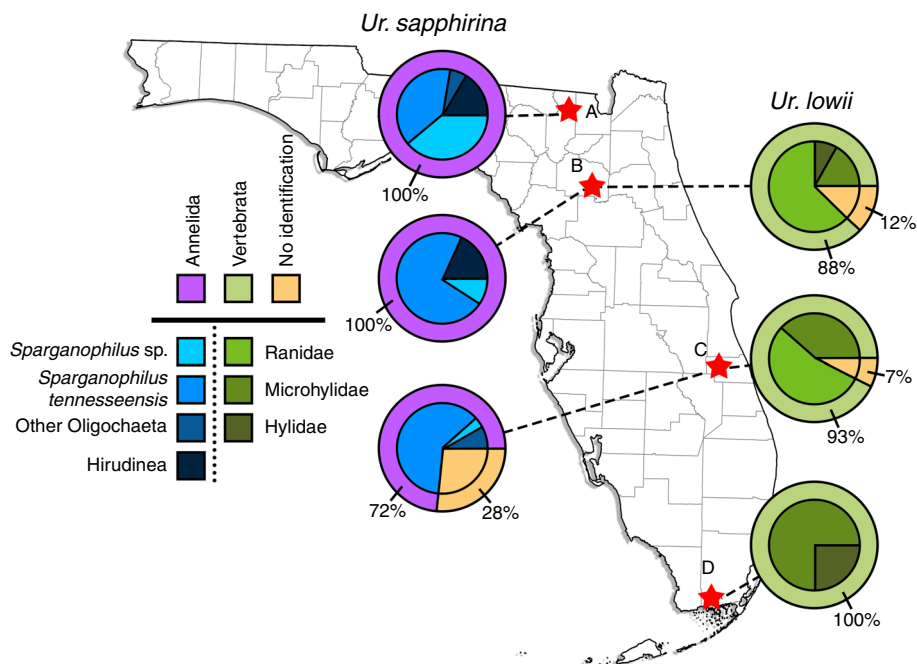 Ur. sapphirina
Ur. lowii
A
B
C
D
100%
100%
72%
28%
12%
88%
7%
93%
100%
Annelida
Vertebrata
No identification
Sparganophilus sp.
Sparganophilus
tennesseensis
Other Oligochaeta
Hirudinea
Ranidae
Microhylidae
Hylidae